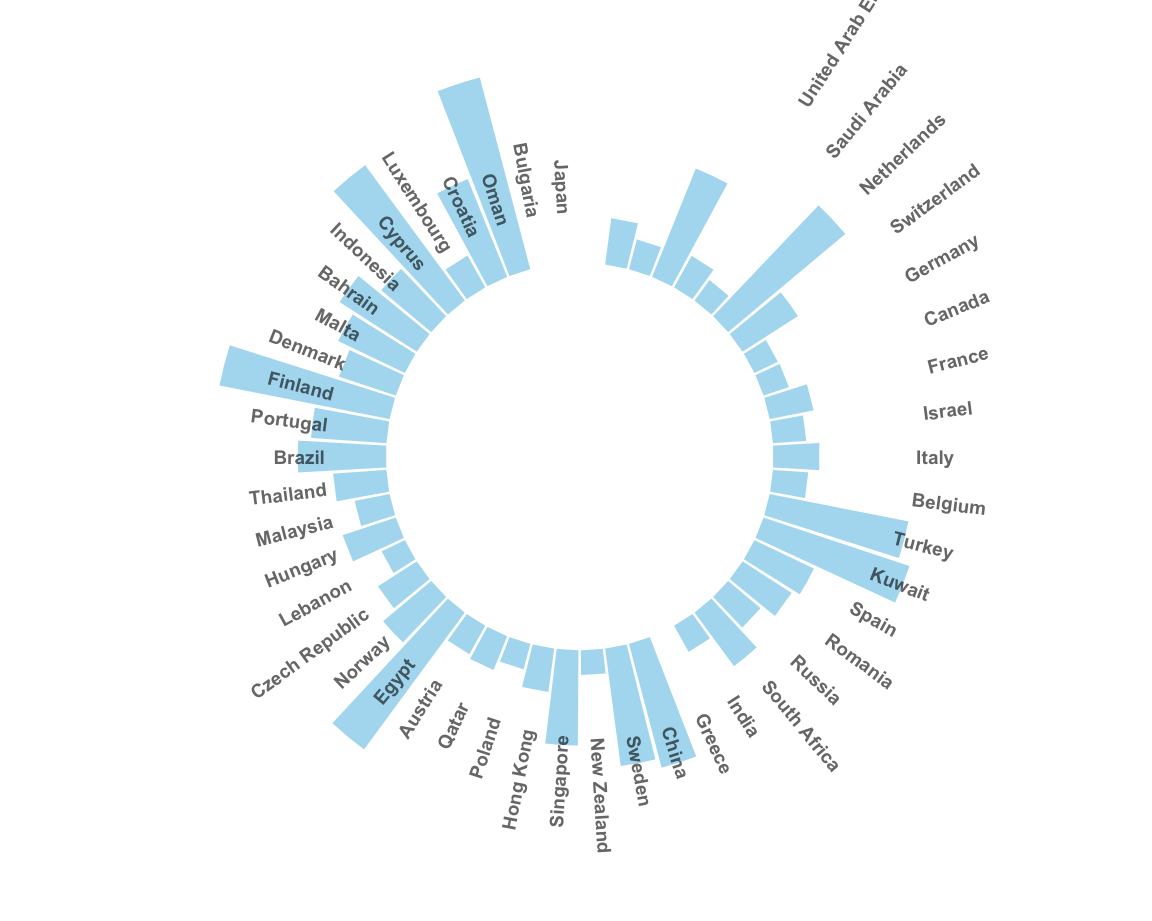 United Arab E
Saudi Arabia
Netherlands
Switzerland
Germany
Canada
France
Israel
Italy
Belgium
Turkey
Kuwait
Spain
Romania
Russia
South Africa
India
Greece
China
Sweden
New Zealand
Singapore
Hong Kong
Poland
Qatar
Austria
Egypt
Norway
Czech Republic
Lebanon
Hungary
Malaysia
Thailand
Brazil
Portugal
Finland
Denmark
Malta
Bahrain
Indonesia
Cyprus
Luxembourg
Croatia
Oman
Bulgaria
Japan